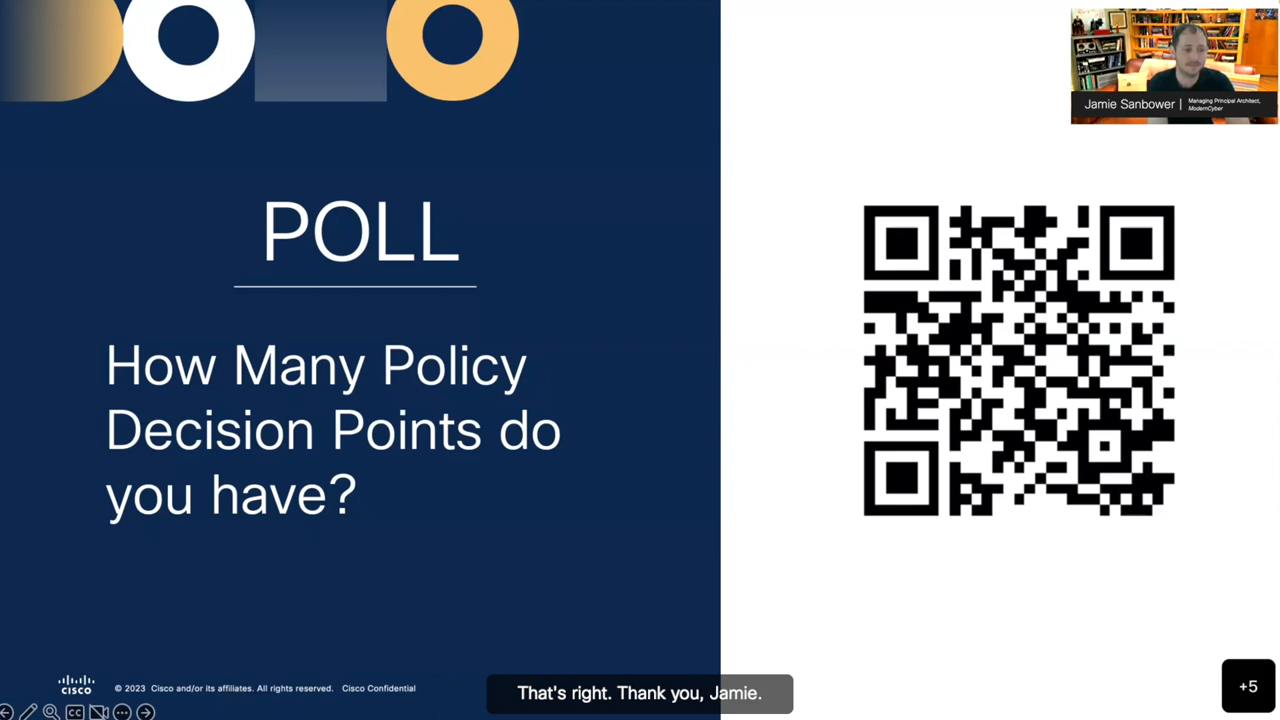 Jamie Sanbower | Managing Principal Architect,
ModernCyber
POLL
How Many Policy
Decision Points do
you have?
CISCO © 2023 Cisco and/or its affiliates. All rights reserved. Cisco Confidential
That's right. Thank you, Jamie.
+5
CC